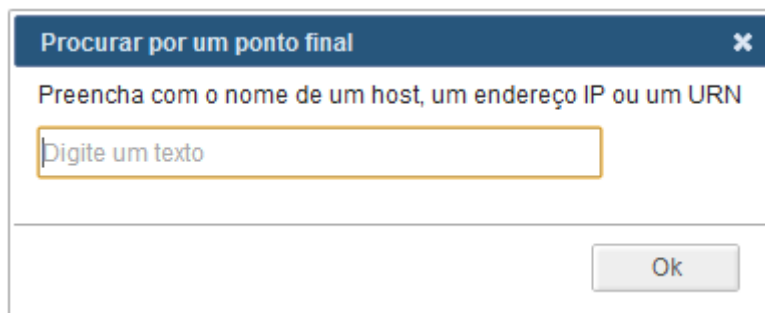 Procurar por um ponto final
Preencha com o nome de um host, um endereço IP ou um URN
Digite um texto
Ok